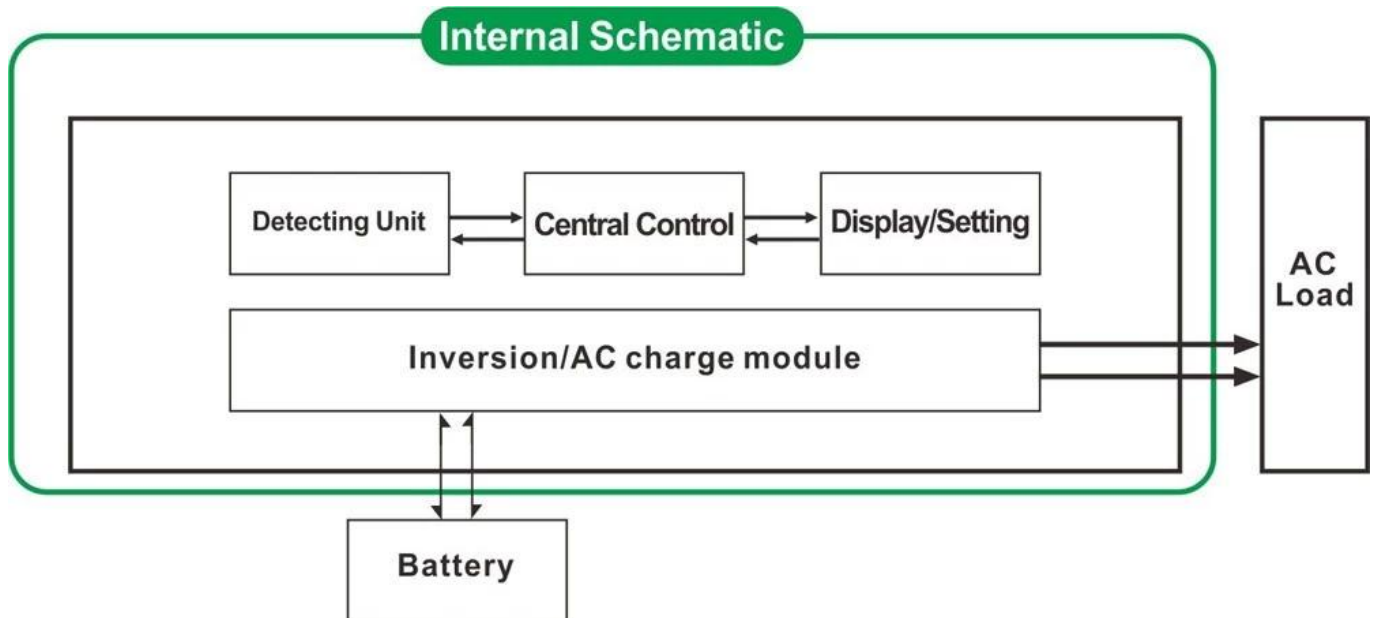 Internal Schematic
Detecting Unit
Central Control
Display/Setting
AC
Load
Inversion/AC charge module
Battery